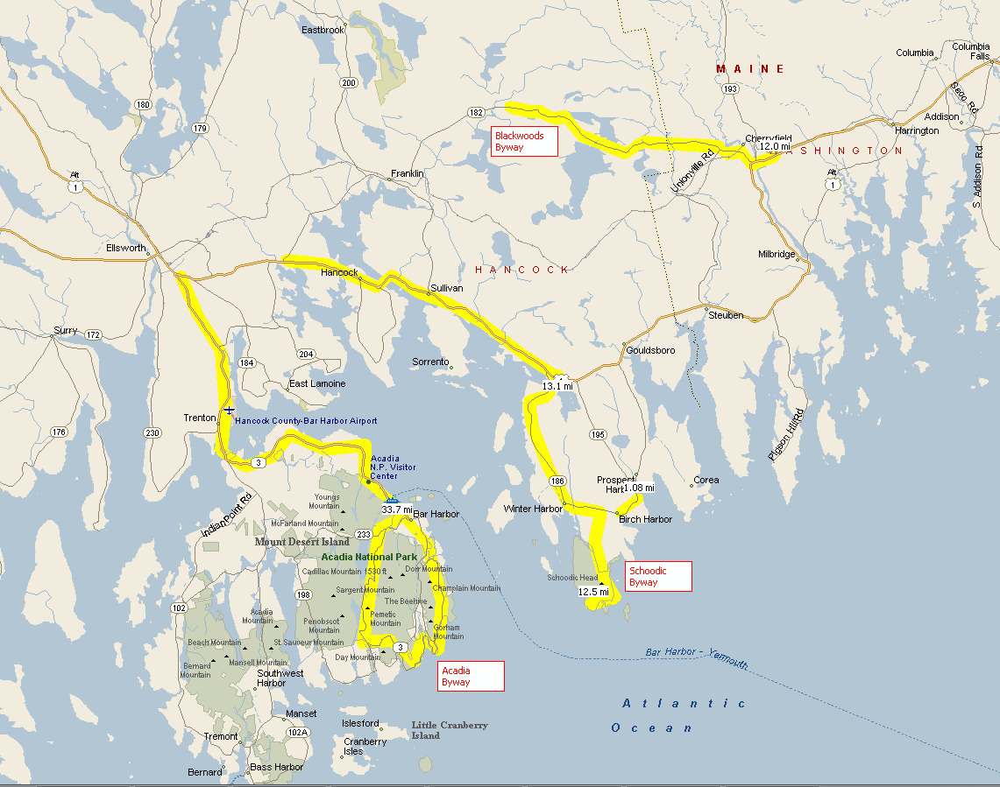 Eastbrook
Columbia
Columbia
Falls
MAINE
200
193
180
182
179
Saco Rd
Addison
Harrington
Blackwoods
Byway
Cherryfield
12.0 mi
WASHINGTON
Unionville Rd
S Addison Rd
Alt
1
Alt
1
Franklin
Ellsworth
Milbridge
HANCOCK
Hancock
Sullivan
Steuben
Surry
172
204
184
Gouldsboro
Sorrento
East Lamoine
13.1 mi
Trenton
Hancock County-Bar Harbor Airport
176
230
195
Pigeon Hill Rd
3
Acadia
N.P. Visitor
Center
186
Prospect
Harb
1.08 mi
Corea
Youngs
Mountain
33.7 mi
Bar Harbor
Winter Harbor
Birch Harbor
Indian Point Rd
McFarland Mountain
233
Mount Desert Island
Acadia National Park
Cadillac Mountain 1530 ft
Dorr Mountain
Schoodic Head
Schoodic
Byway
12.5 mi
Sargent Mountain
Champlain Mountain
198
The Beehive
102
Acadia
Mountain
Penobscot
Mountain
Pemetic
Mountain
Gorham
Mountain
Beach Mountain
St. Sauveur Mountain
Day Mountain
3
Bernard
Mountain
Mansell Mountain
Bar Harbor - Yarmouth
Acadia
Byway
Southwest
Harbor
Atlantic
Ocean
Manset
Islesford
Little Cranberry
Island
Tremont
102A
Cranberry
Isles
Bernard
Bass Harbor